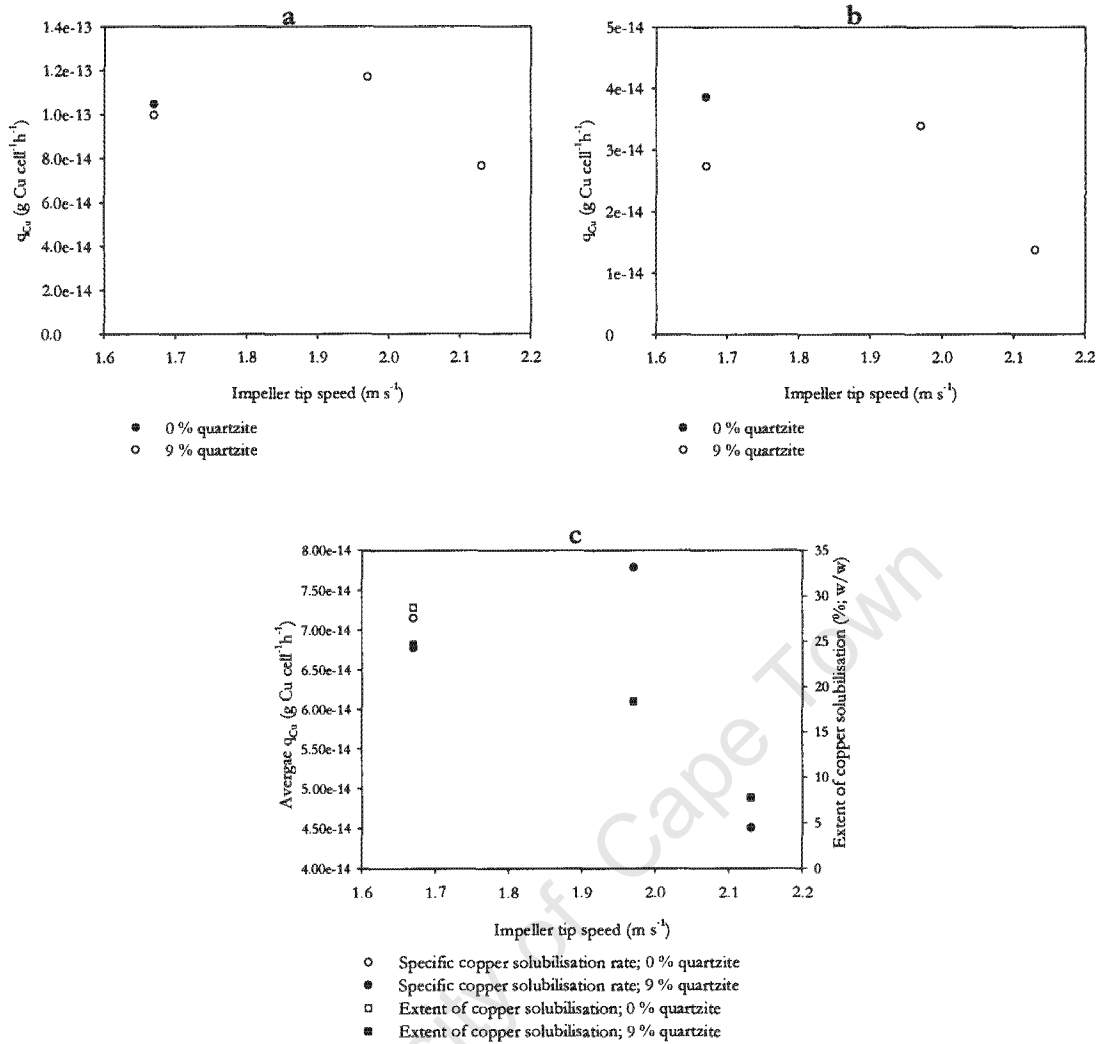 a
1.4e-13
1.2e-13
1.0e-13
8.0e-14
6.0e-14
4.0e-14
2.0e-14
0.0
q_Cu (g Cu cell⁻¹h⁻¹)
1.6 1.7 1.8 1.9 2.0 2.1 2.2
Impeller tip speed (m s⁻¹)
● 0 % quartzite
○ 9 % quartzite
b
5e-14
4e-14
3e-14
2e-14
1e-14
0
q_Cu (g Cu cell⁻¹h⁻¹)
1.6 1.7 1.8 1.9 2.0 2.1 2.2
Impeller tip speed (m s⁻¹)
● 0 % quartzite
○ 9 % quartzite
c
8.00e-14
7.50e-14
7.00e-14
6.50e-14
6.00e-14
5.50e-14
5.00e-14
4.50e-14
4.00e-14
Avergae q_Cu (g Cu cell⁻¹h⁻¹)
35
30
25
20
15
10
5
0
Extent of copper solubilisation (%; w/w)
1.6 1.7 1.8 1.9 2.0 2.1 2.2
Impeller tip speed (m s⁻¹)
○ Specific copper solubilisation rate; 0 % quartzite
● Specific copper solubilisation rate; 9 % quartzite
□ Extent of copper solubilisation; 0 % quartzite
■ Extent of copper solubilisation; 9 % quartzite
ity of Cape Town